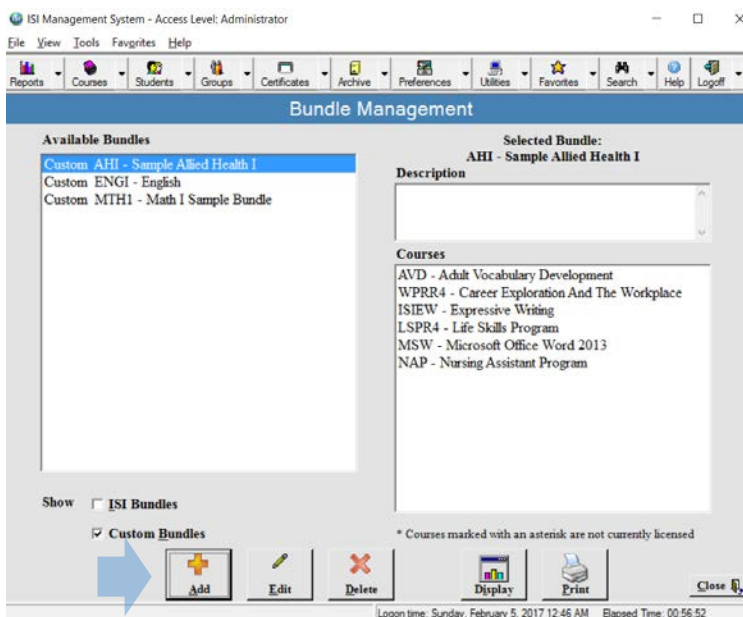 ISI Management System - Access Level: Administrator
File View Tools Favorites Help
Reports Courses Students Groups Certificates Archive Preferences Utilities Favorites Search Help Logoff
Bundle Management
Available Bundles
Custom AHI - Sample Allied Health I
Custom ENGI - English
Custom MTH1 - Math I Sample Bundle
Show ISI Bundles
Custom Bundles
Selected Bundle:
AHI - Sample Allied Health I
Description
Courses
AVD - Adult Vocabulary Development
WPRR4 - Career Exploration And The Workplace
ISIEW - Expressive Writing
LSPR4 - Life Skills Program
MSW - Microsoft Office Word 2013
NAP - Nursing Assistant Program
* Courses marked with an asterisk are not currently licensed
Add Edit Delete Display Print Close
Logon time: Sunday, February 5, 2017 12:46 AM Elapsed Time: 00:56:52